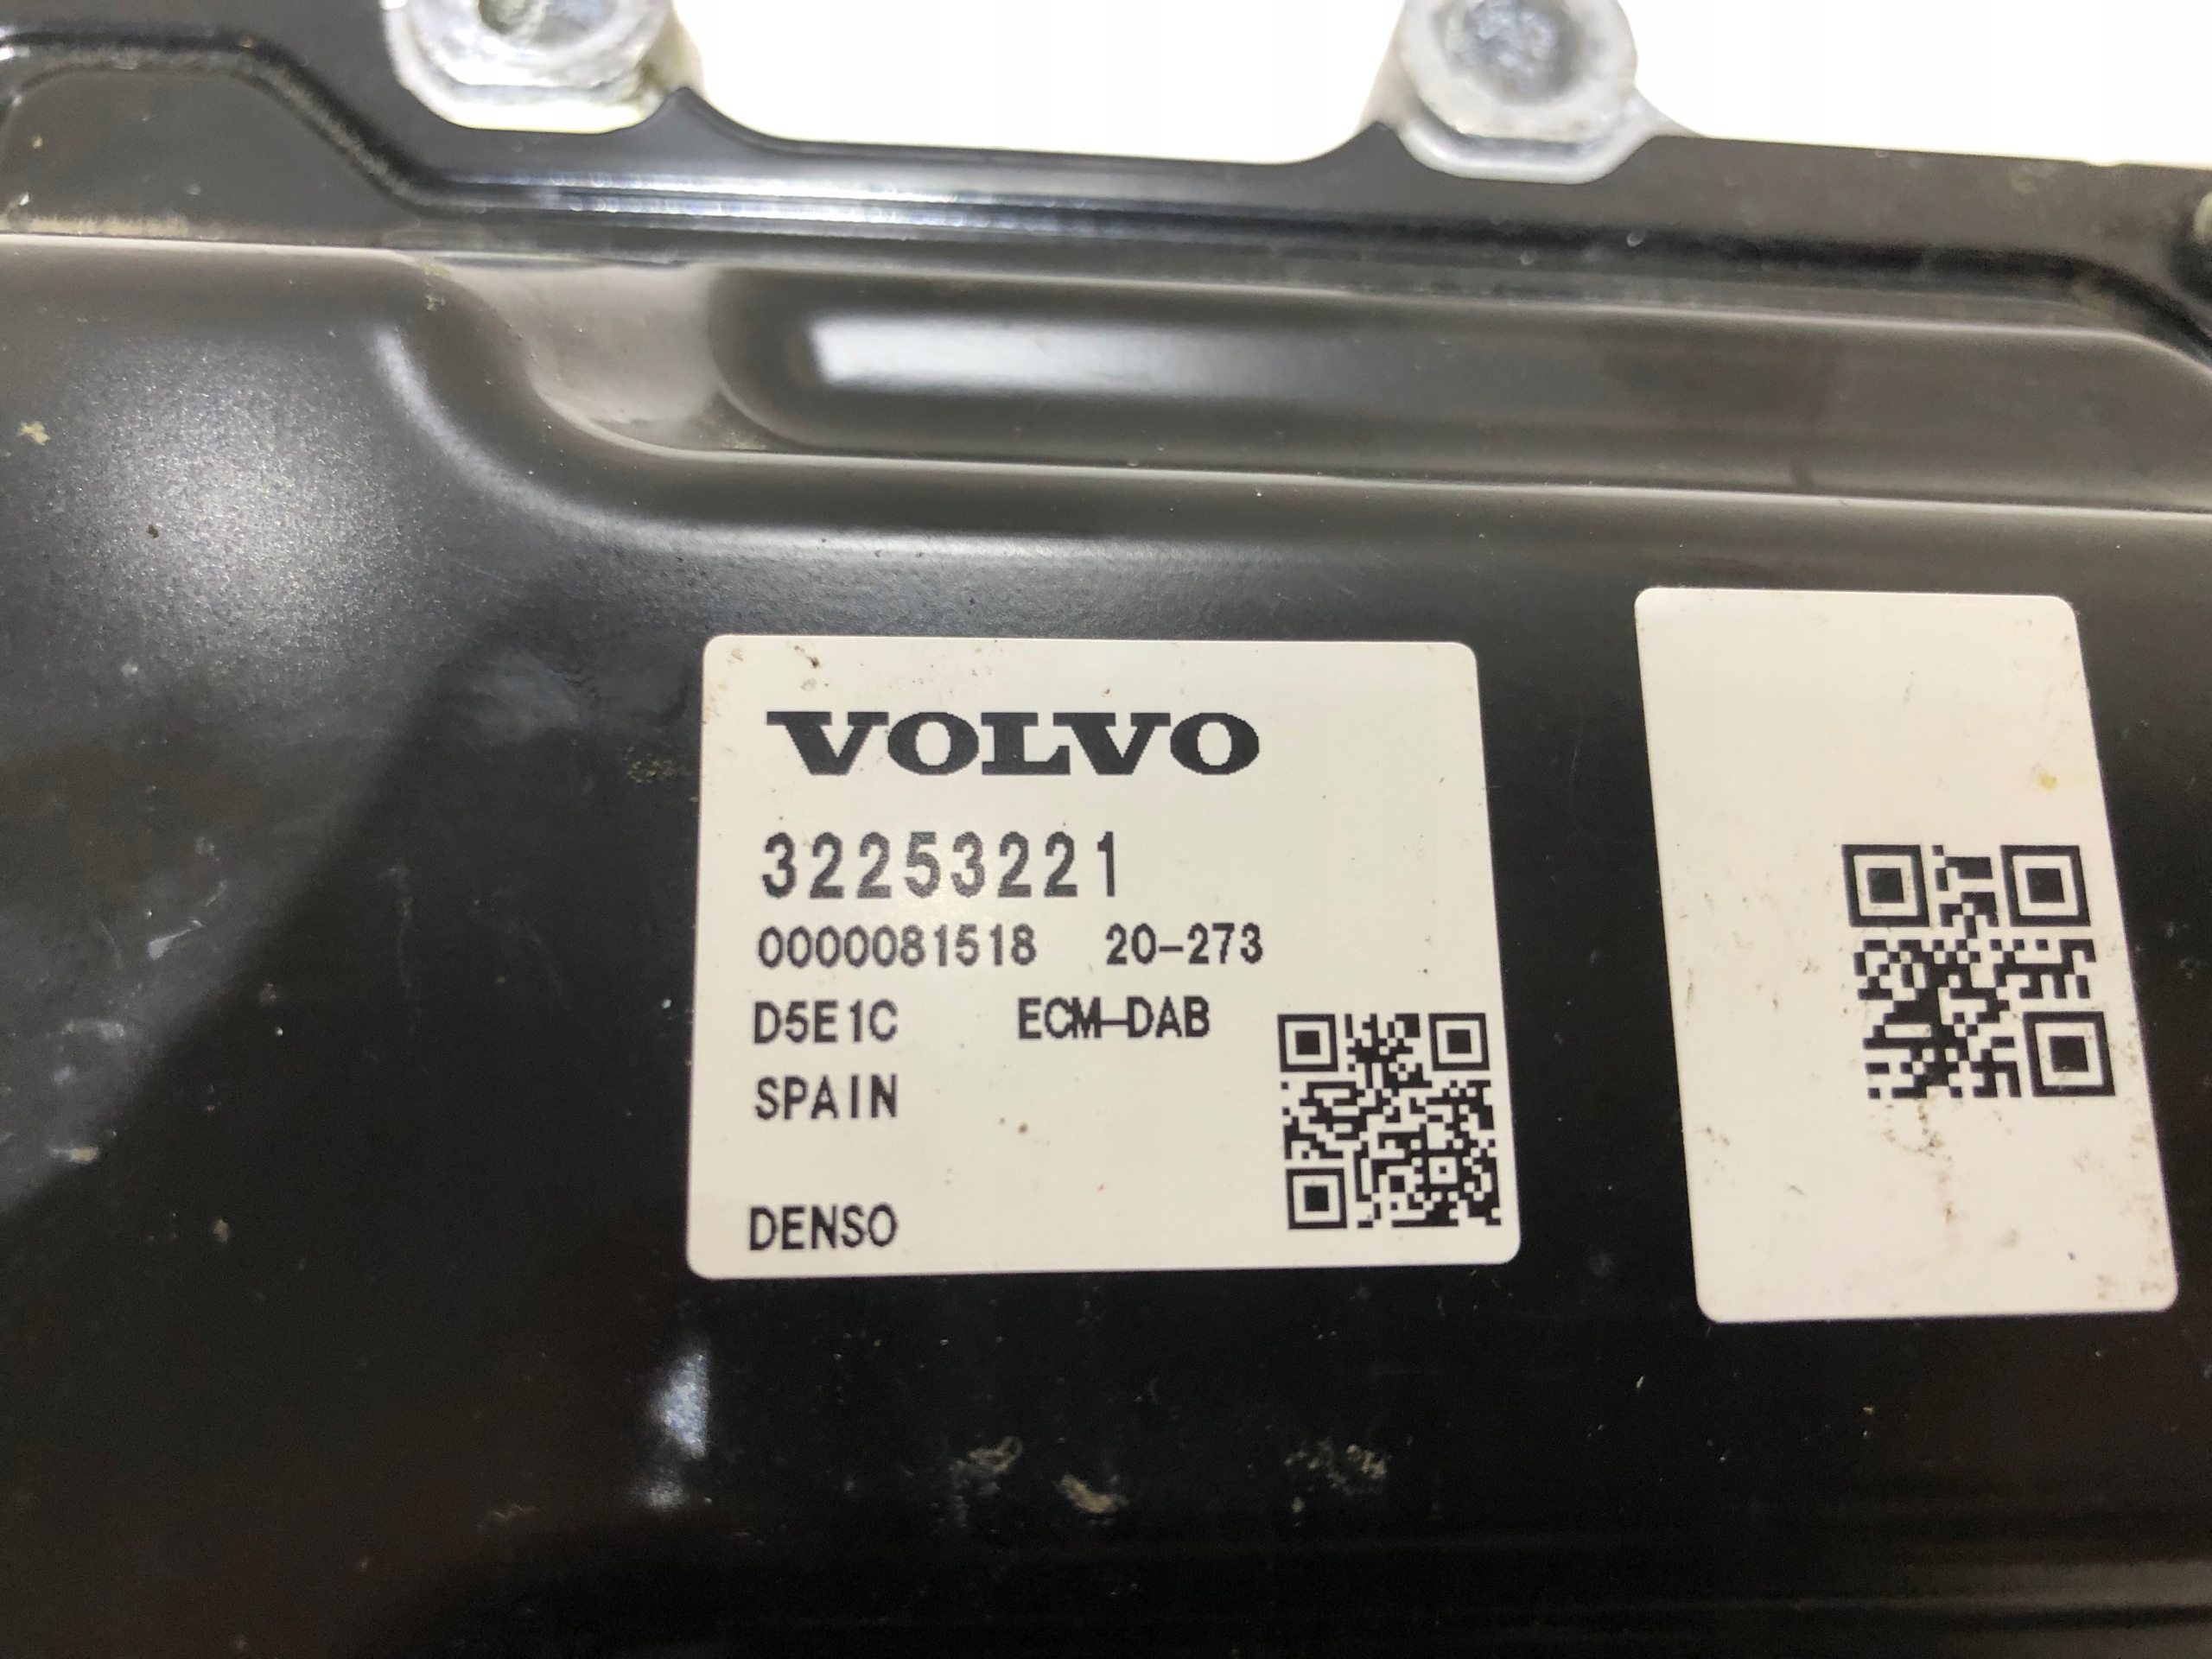 VOLVO
32253221
0000081518 20-273
D5E1C ECM-DAB
SPAIN
DENSO